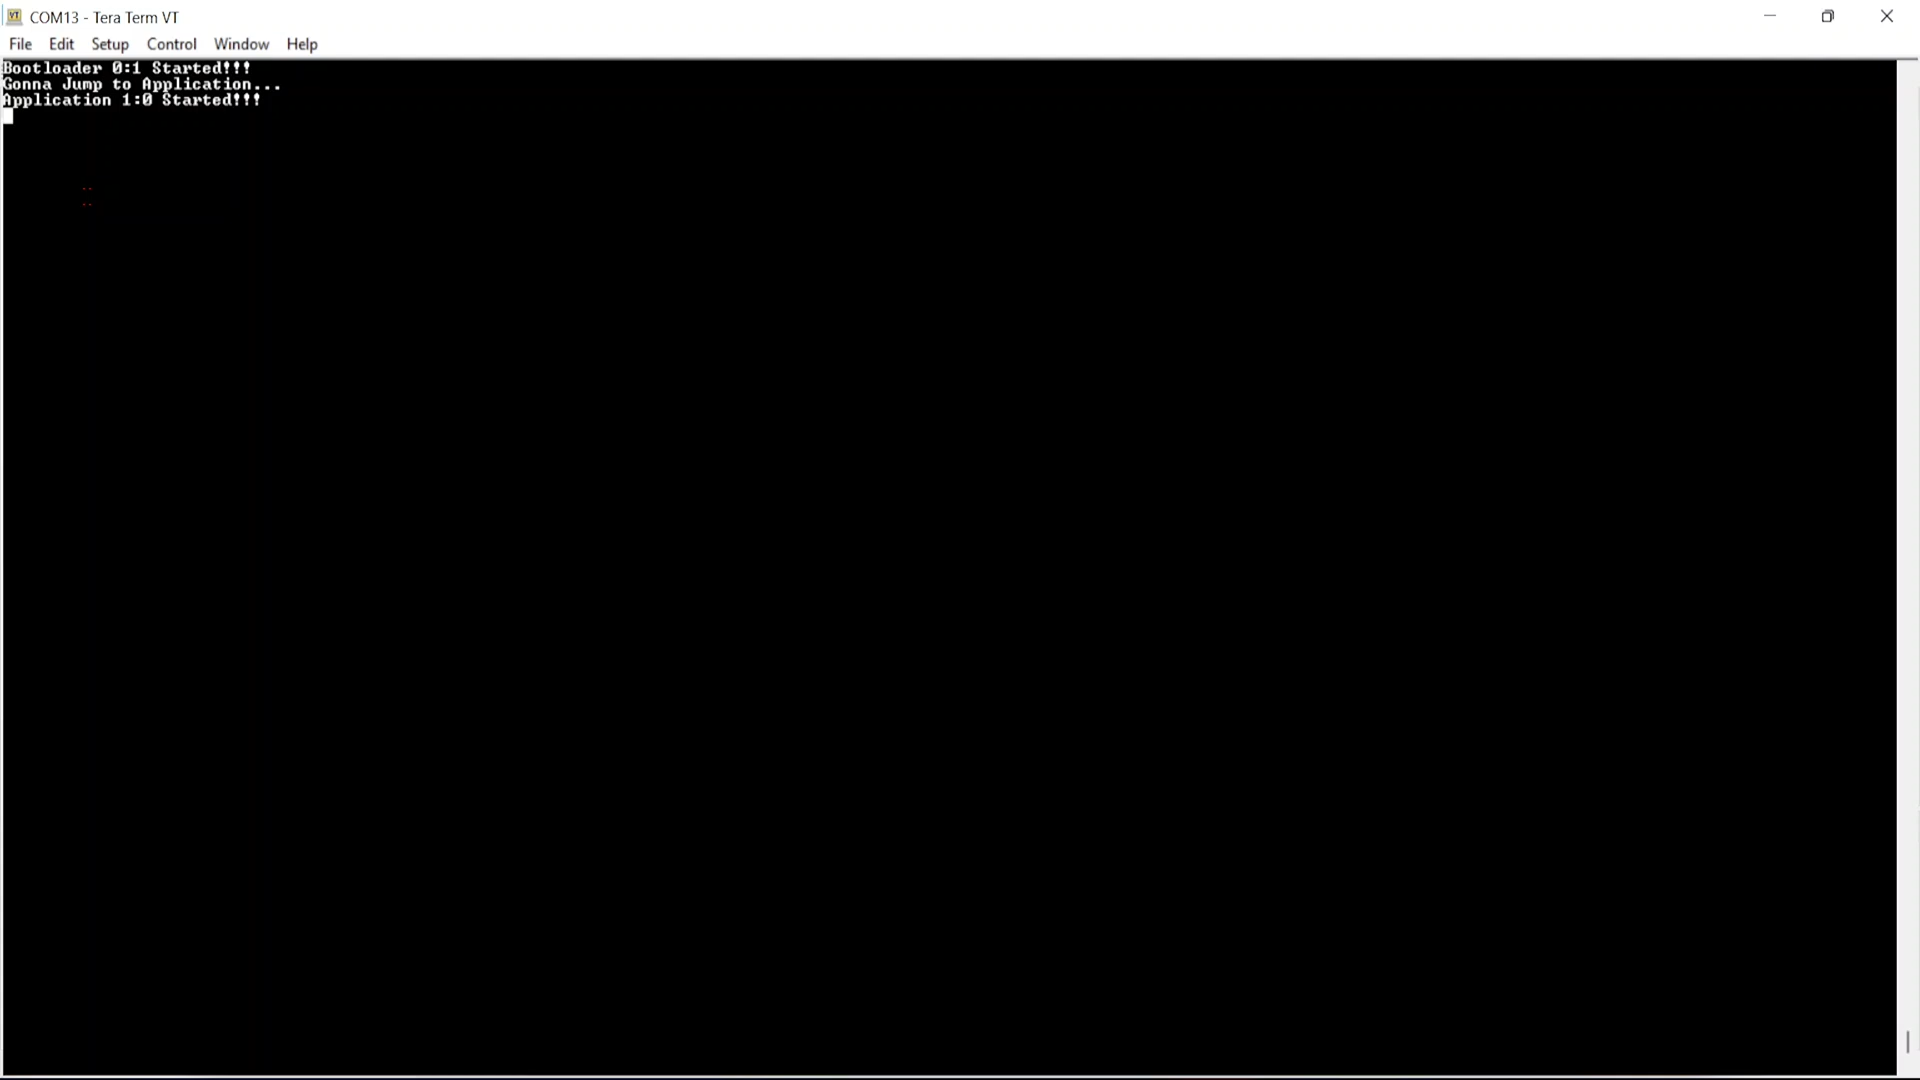 COM13 - Tera Term VT
File Edit Setup Control Window Help
Bootloader 0:1 Started!!!
Gonna Jump to Application...
Application 1:0 Started!!!